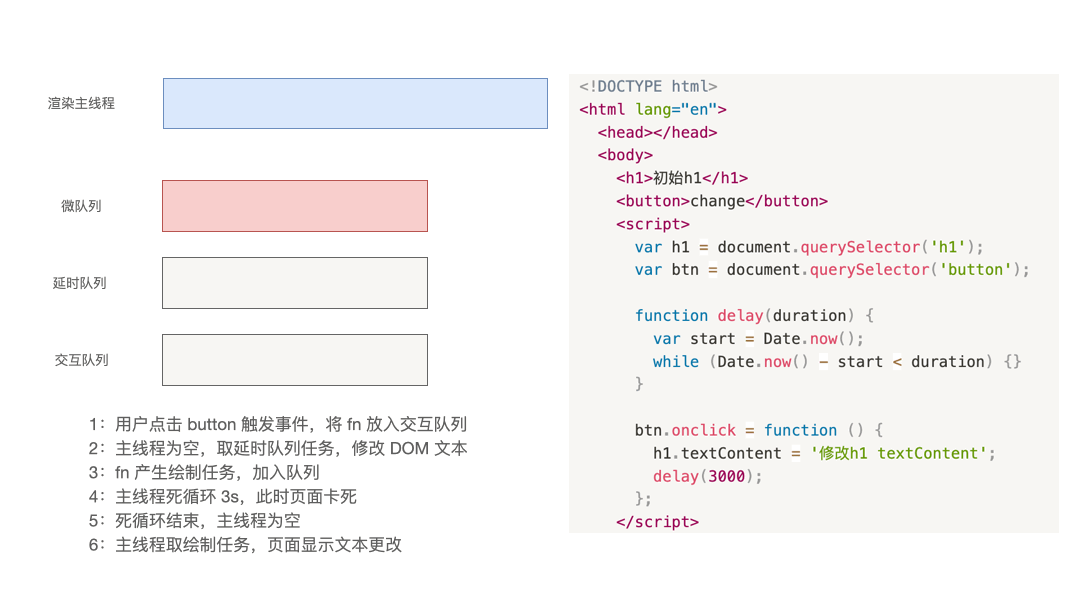 渲染主线程
微队列
延时队列
交互队列
1：用户点击 button 触发事件，将 fn 放入交互队列
2：主线程为空，取延时队列任务，修改 DOM 文本
3：fn 产生绘制任务，加入队列
4：主线程死循环 3s，此时页面卡死
5：死循环结束，主线程为空
6：主线程取绘制任务，页面显示文本更改
<!DOCTYPE html>
<html lang="en">
  <head></head>
  <body>
    <h1>初始h1</h1>
    <button>change</button>
    <script>
      var h1 = document.querySelector('h1');
      var btn = document.querySelector('button');

      function delay(duration) {
        var start = Date.now();
        while (Date.now() - start < duration) {}
      }

      btn.onclick = function () {
        h1.textContent = '修改h1 textContent';
        delay(3000);
      };
    </script>